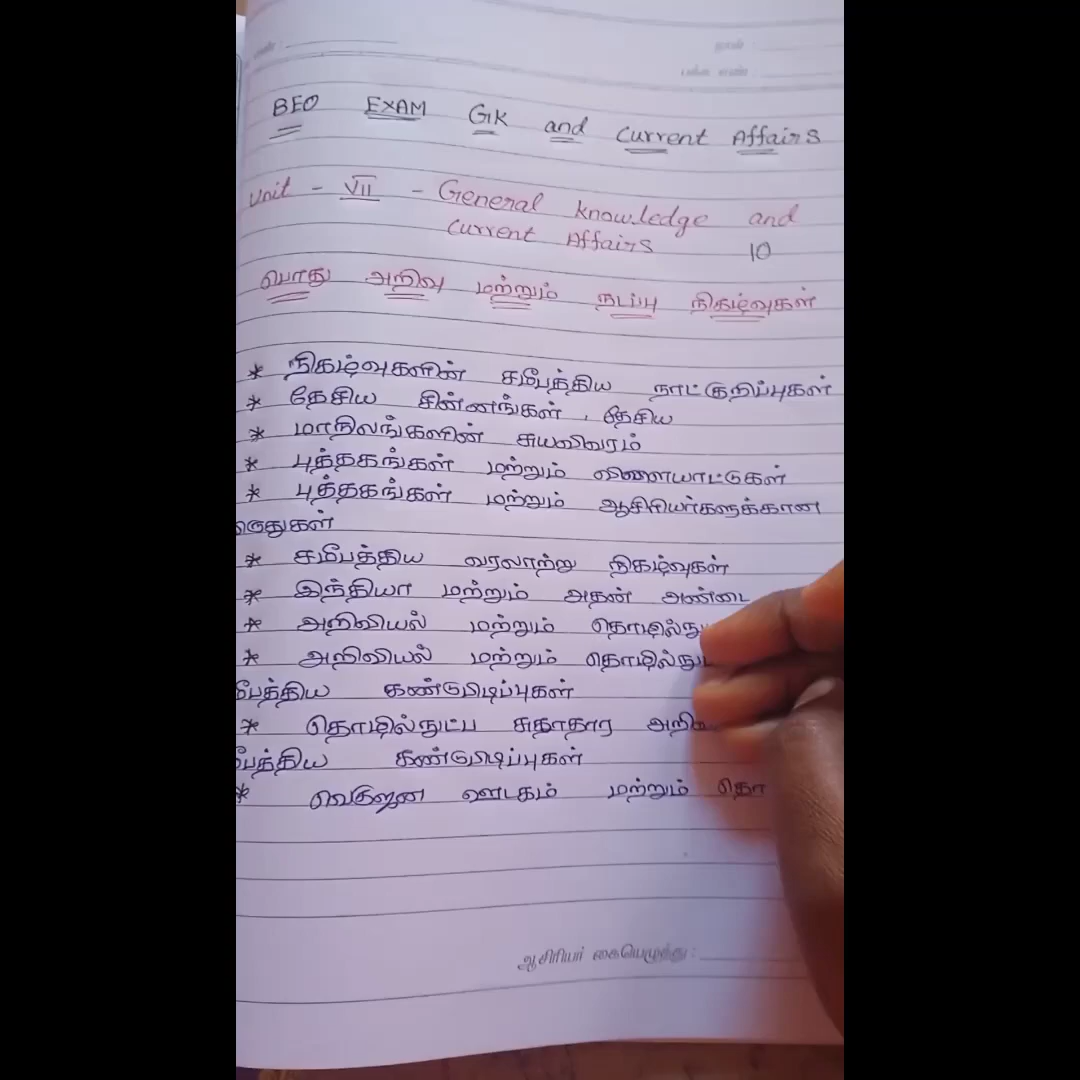 நாள் :
பக்க எண் :
BEO EXAM GK and Current Affairs
Unit - VII - General knowledge and
Current Affairs 10
பொது அறிவு மற்றும் நடப்பு நிகழ்வுகள்
* நிகழ்வுகளின் சமீபத்திய நாட்குறிப்புகள்
* தேசிய சின்னங்கள், தேசிய
* மாநிலங்களின் சுயவிவரம்
* புத்தகங்கள் மற்றும் விளையாட்டுகள்
* புத்தகங்கள் மற்றும் ஆசிரியர்களுக்கான
ருதுகள்
* சமீபத்திய வரலாற்று நிகழ்வுகள்
* இந்தியா மற்றும் அதன் அண்டை
* அறிவியல் மற்றும் தொழில்நு
* அறிவியல் மற்றும் தொழில்நுட்
மீபத்திய கண்டுபிடிப்புகள்
* தொழில்நுட்ப சுகாதார அறிவி
மீபத்திய கண்டுபிடிப்புகள்
* வெகுஜன ஊடகம் மற்றும் தொ
ஆசிரியர் கையெழுத்து :